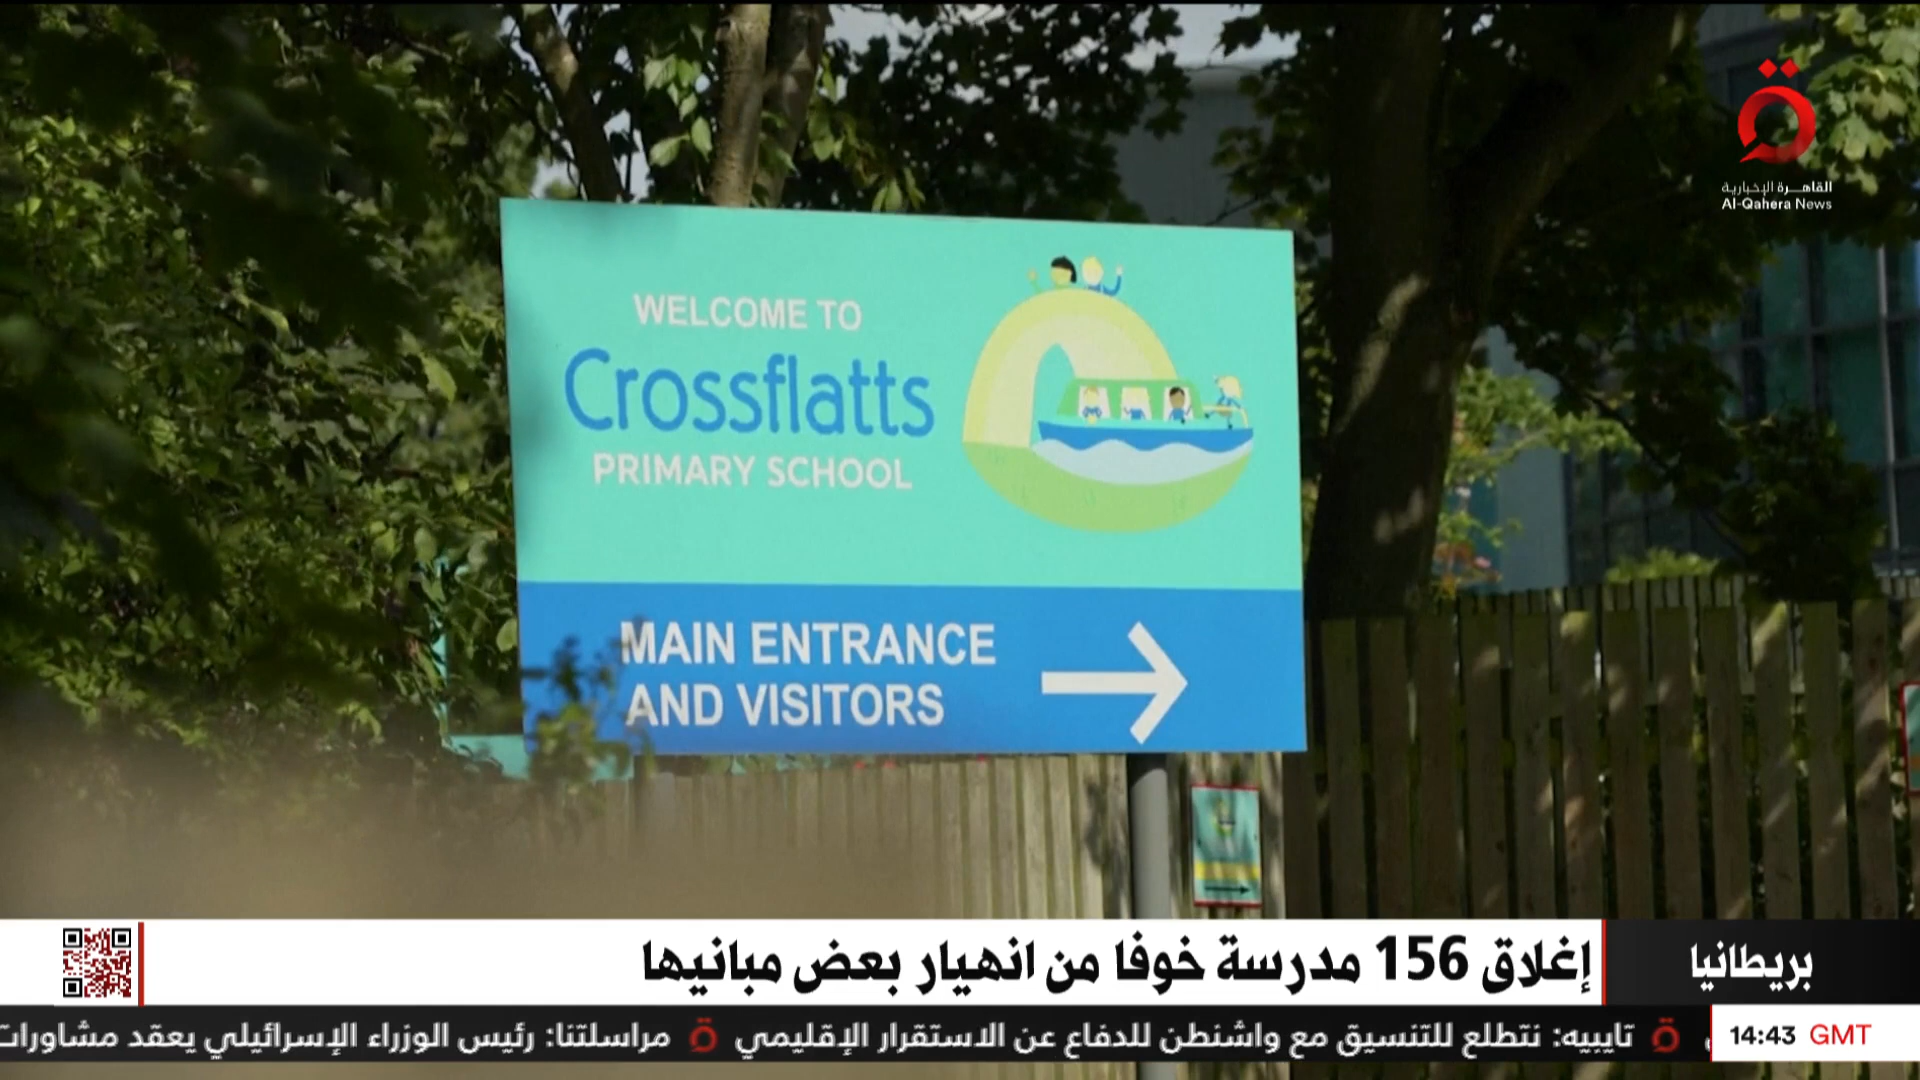 القاهرة الإخبارية
Al-Qahera News
WELCOME TO
Crossflatts
PRIMARY SCHOOL
MAIN ENTRANCE
AND VISITORS
بريطانيا
إغلاق 156 مدرسة خوفا من انهيار بعض مبانيها
14:43 GMT
تايبيه: نتطلع للتنسيق مع واشنطن للدفاع عن الاستقرار الإقليمي مراسلتنا: رئيس الوزراء الإسرائيلي يعقد مشاورات